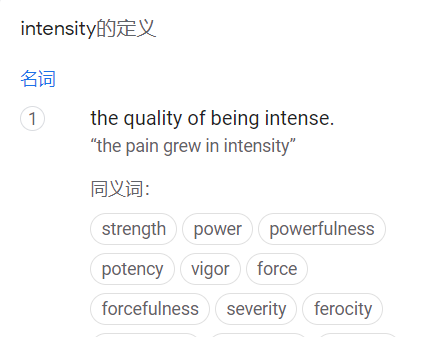 intensity的定义
名词
1 the quality of being intense.
“the pain grew in intensity”
同义词：
strength power powerfulness
potency vigor force
forcefulness severity ferocity